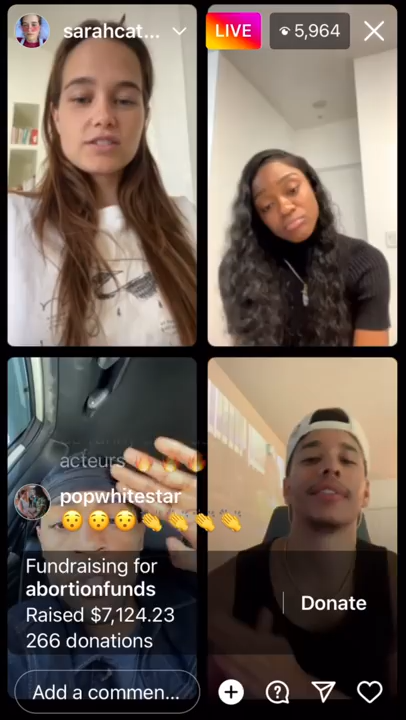 sarahcat...
LIVE
5,964
acteurs 🔥🔥🔥
popwhitestar
😯😯😯👏👏👏👏
Fundraising for
abortionfunds
Raised $7,124.23
266 donations
Donate
Add a commen...